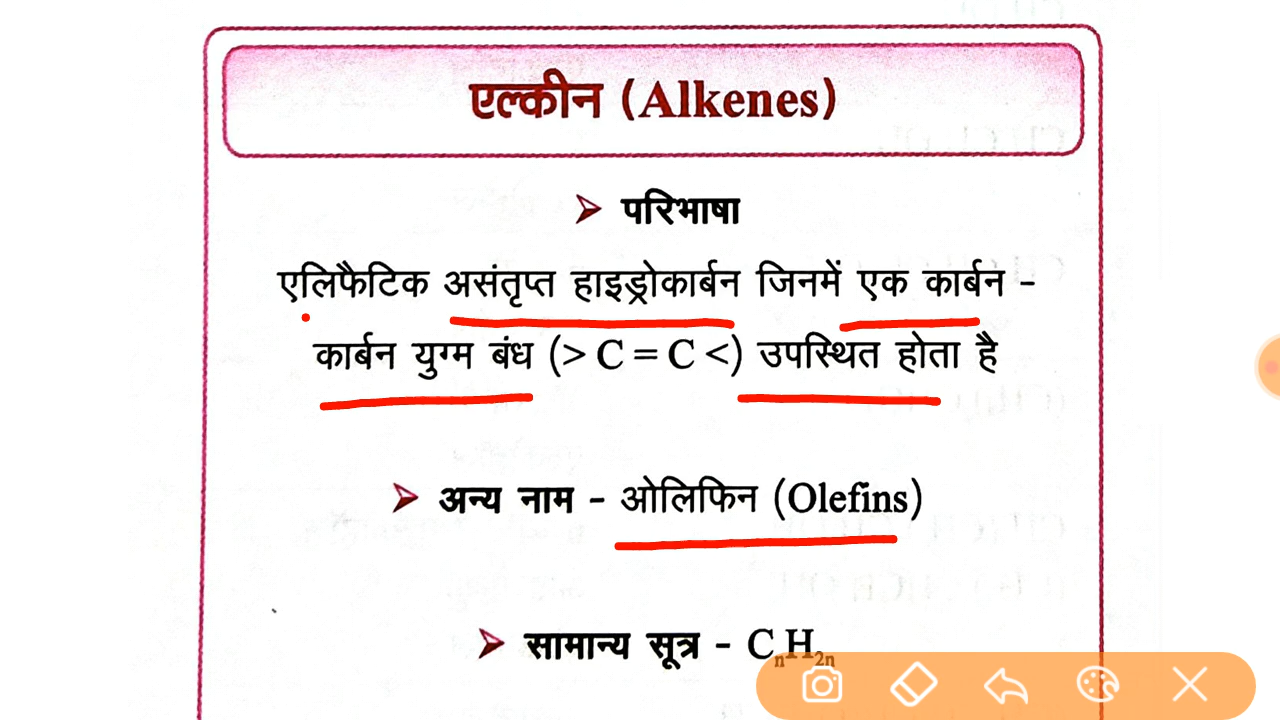 एल्कीन (Alkenes)
➢ परिभाषा
एलिफैटिक असंतृप्त हाइड्रोकार्बन जिनमें एक कार्बन -
कार्बन युग्म बंध (> C = C <) उपस्थित होता है
➢ अन्य नाम - ओलिफिन (Olefins)
➢ सामान्य सूत्र - CₙH₂ₙ